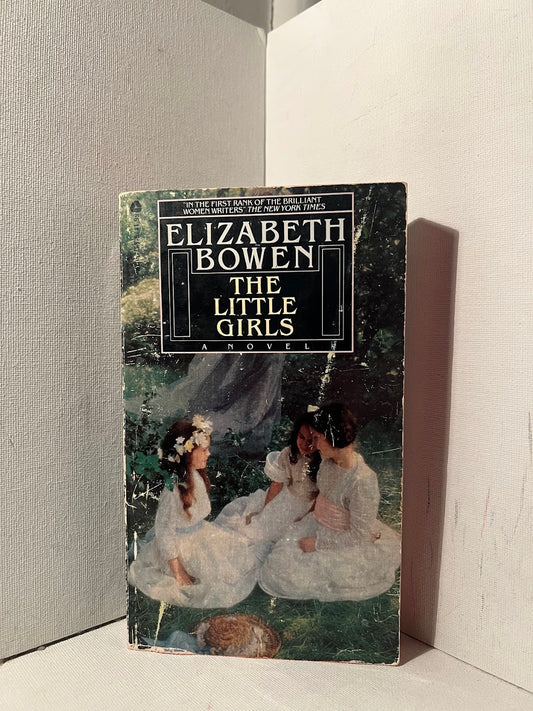 "IN THE FIRST RANK OF THE BRILLIANT
WOMEN WRITERS" THE NEW YORK TIMES
ELIZABETH
BOWEN
THE
LITTLE
GIRLS
A NOVEL